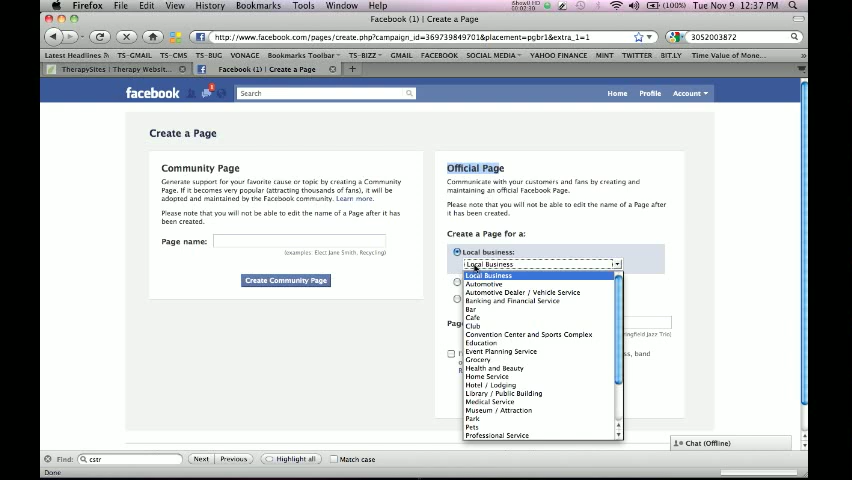 Firefox File Edit View History Bookmarks Tools Window Help
iShowU HD
00:02:30
(100%) Tue Nov 9 12:37 PM
Facebook (1) | Create a Page
http://www.facebook.com/pages/create.php?campaign_id=369739849701&placement=pgbr1&extra_1=1
3052003872
Latest Headlines TS-GMAIL TS-CMS TS-BUG VONAGE Bookmarks Toolbar TS-BIZZ GMAIL FACEBOOK SOCIAL MEDIA YAHOO FINANCE MINT TWITTER BIT.LY Time Value of Mone...
TherapySites | Therapy Websit...
Facebook (1) | Create a Page
facebook
Search
Home Profile Account
Create a Page
Community Page
Generate support for your favorite cause or topic by creating a Community
Page. If it becomes very popular (attracting thousands of fans), it will be
adopted and maintained by the Facebook community. Learn more.
Please note that you will not be able to edit the name of a Page after it has
been created.
Page name:
(examples: Elect Jane Smith, Recycling)
Create Community Page
Official Page
Communicate with your customers and fans by creating and
maintaining an official Facebook Page.
Please note that you will not be able to edit the name of a Page after it
has been created.
Create a Page for a:
Local business:
Local Business
Local Business
Automotive
Automotive Dealer / Vehicle Service
Banking and Financial Service
Bar
Cafe
Club
Convention Center and Sports Complex
Education
Event Planning Service
Grocery
Health and Beauty
Home Service
Hotel / Lodging
Library / Public Building
Medical Service
Museum / Attraction
Park
Pets
Professional Service
Chat (Offline)
Find: cstr Next Previous Highlight all Match case
Done